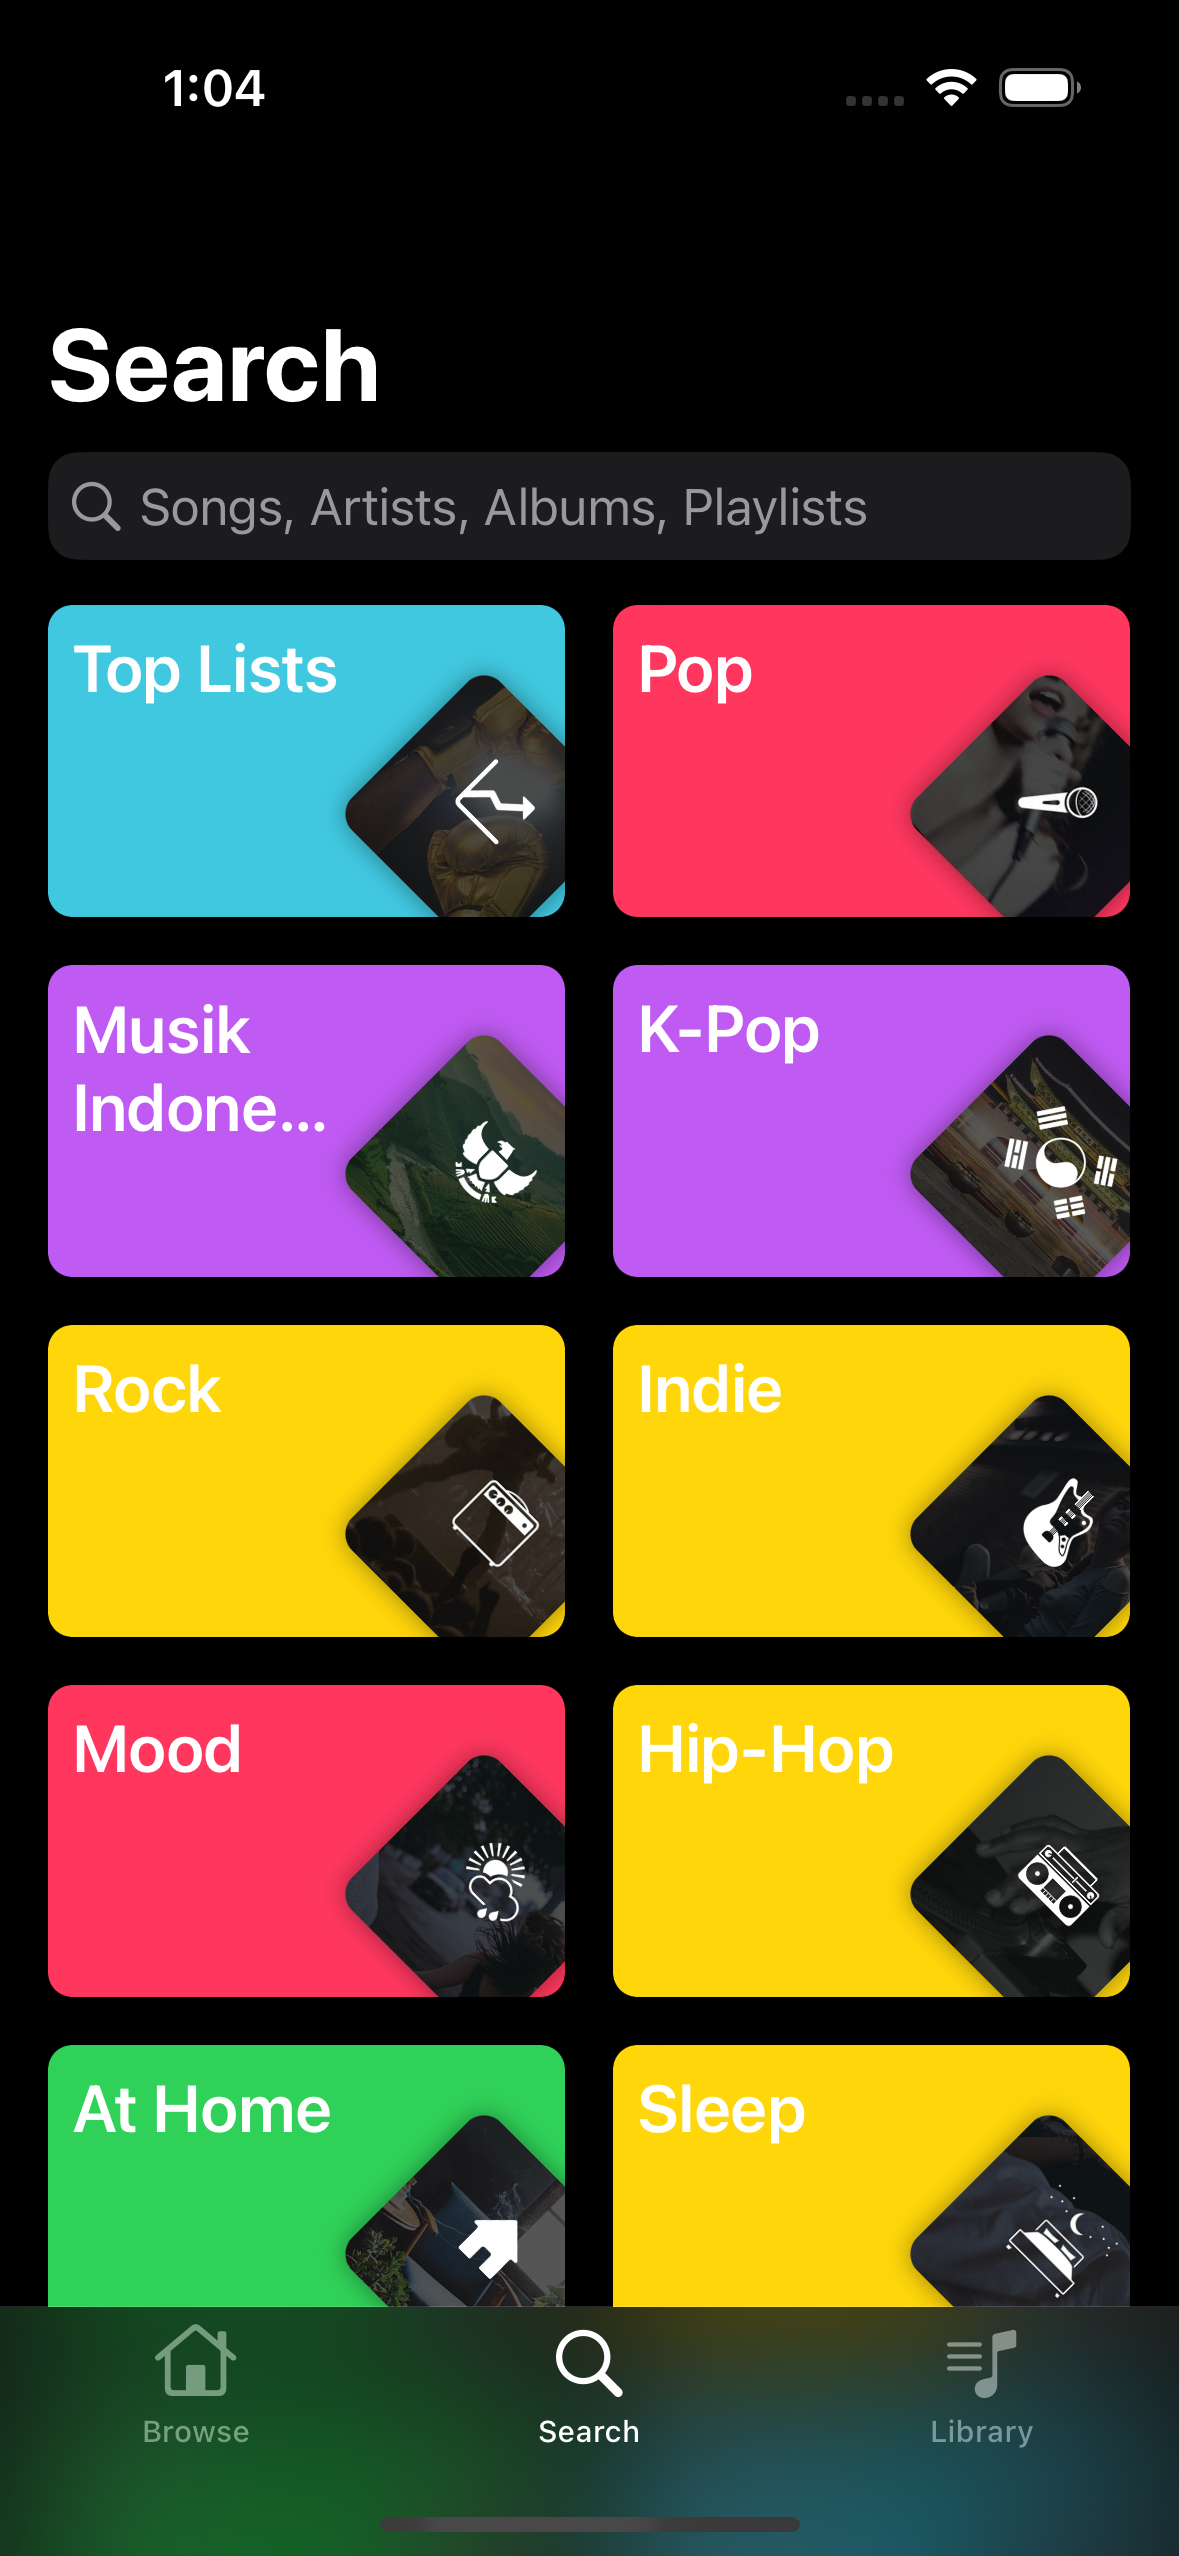 1:04
Search
Songs, Artists, Albums, Playlists
Top Lists
Pop
Musik
Indone...
K-Pop
Rock
Indie
Mood
Hip-Hop
At Home
Sleep
Browse
Search
Library